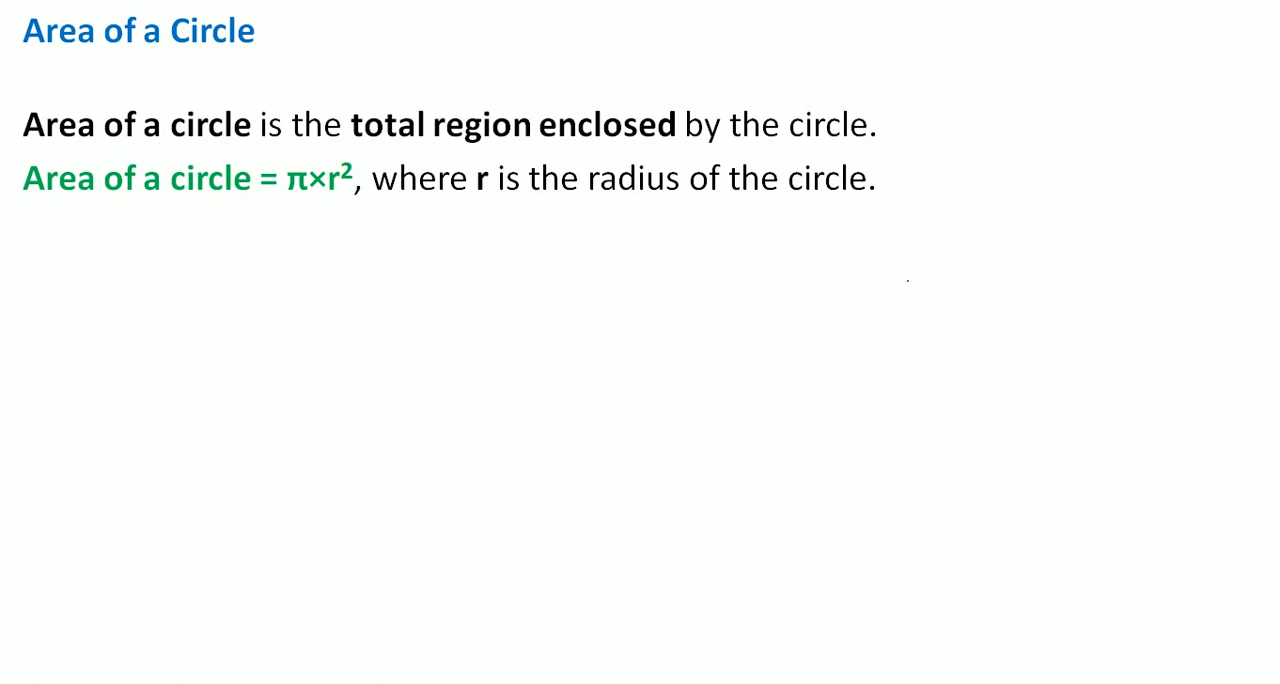 Area of a Circle
Area of a circle is the total region enclosed by the circle.
Area of a circle = π×r², where r is the radius of the circle.